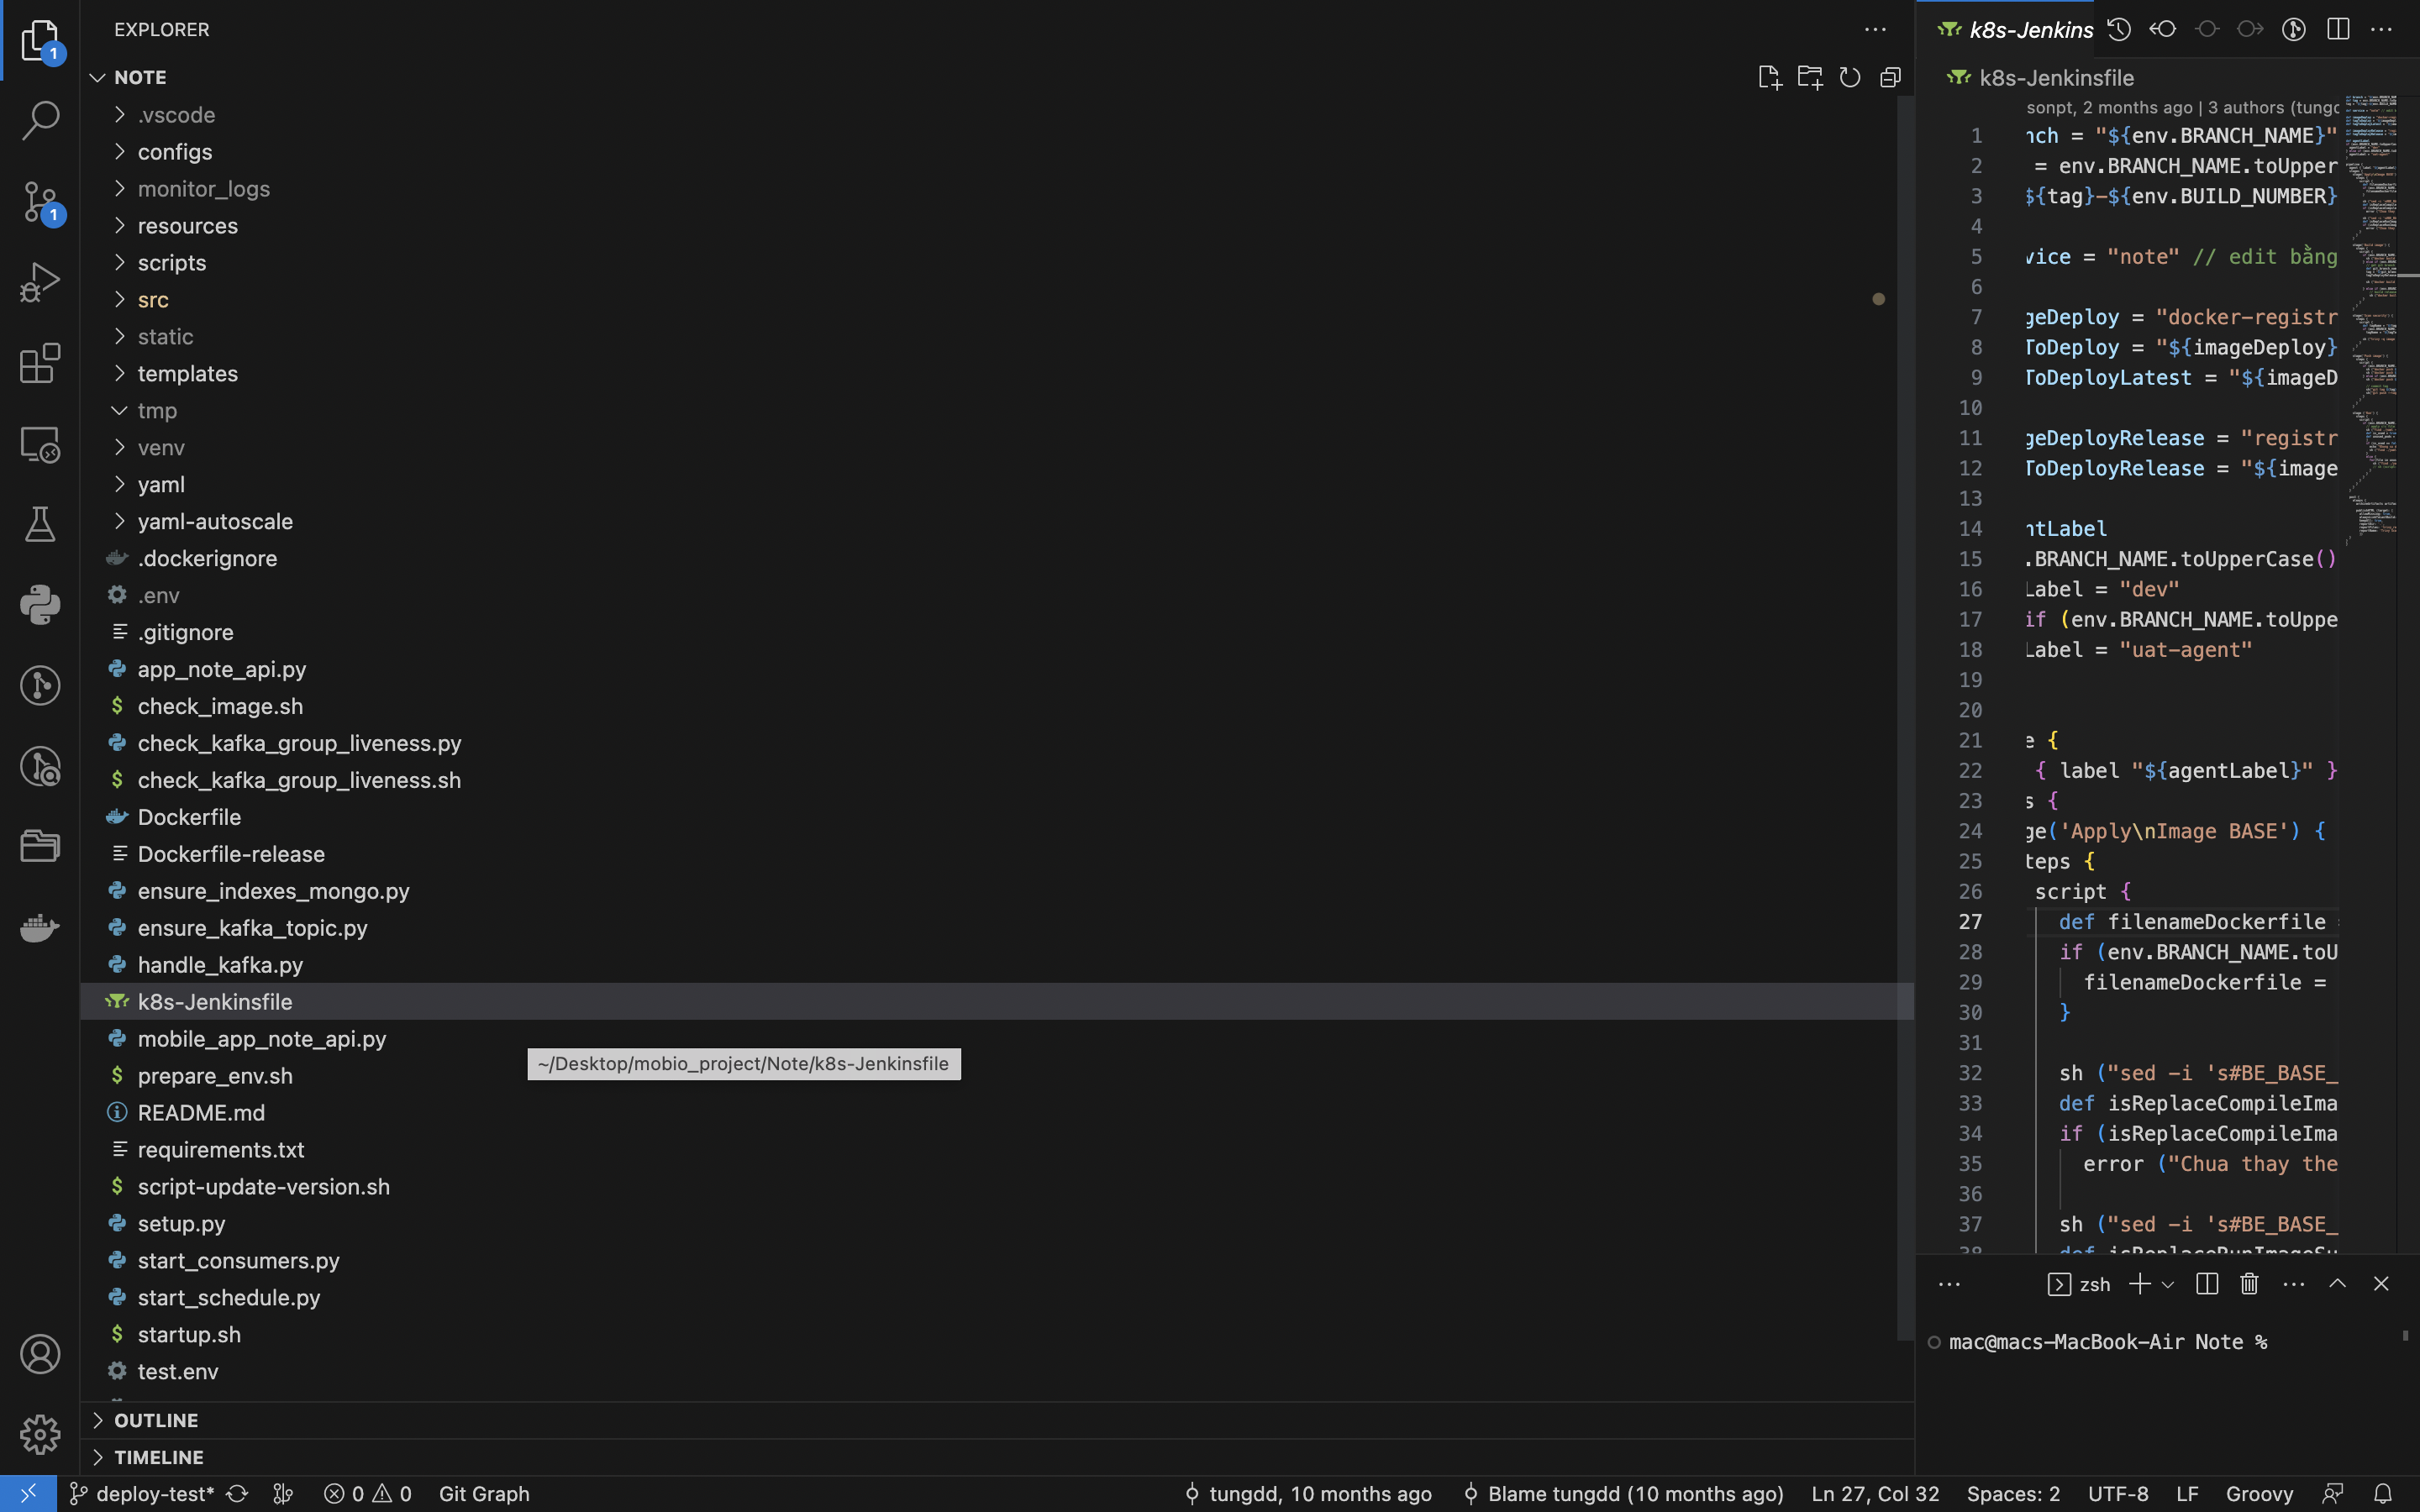 EXPLORER
NOTE
.vscode
configs
monitor_logs
resources
scripts
src
static
templates
tmp
venv
yaml
yaml-autoscale
.dockerignore
.env
.gitignore
app_note_api.py
$ check_image.sh
check_kafka_group_liveness.py
$ check_kafka_group_liveness.sh
Dockerfile
Dockerfile-release
ensure_indexes_mongo.py
ensure_kafka_topic.py
handle_kafka.py
k8s-Jenkinsfile
mobile_app_note_api.py
~/Desktop/mobio_project/Note/k8s-Jenkinsfile
$ prepare_env.sh
README.md
requirements.txt
$ script-update-version.sh
setup.py
start_consumers.py
start_schedule.py
$ startup.sh
test.env
OUTLINE
TIMELINE
1
1
k8s-Jenkins
k8s-Jenkinsfile
sonpt, 2 months ago | 3 authors (tung
1 nch = "${env.BRANCH_NAME}"
2 = env.BRANCH_NAME.toUpper
3 ${tag}-${env.BUILD_NUMBER}
4
5 vice = "note" // edit bằng
6
7 geDeploy = "docker-registr
8 ToDeploy = "${imageDeploy}
9 ToDeployLatest = "${imageD
10
11 geDeployRelease = "registr
12 ToDeployRelease = "${image
13
14 ntLabel
15 .BRANCH_NAME.toUpperCase()
16 Label = "dev"
17 if (env.BRANCH_NAME.toUppe
18 Label = "uat-agent"
19
20
21 e {
22 { label "${agentLabel}" }
23 s {
24 ge('Apply\nImage BASE') {
25 teps {
26 script {
27 def filenameDockerfile
28 if (env.BRANCH_NAME.toU
29 filenameDockerfile =
30 }
31
32 sh ("sed -i 's#BE_BASE_
33 def isReplaceCompileIma
34 if (isReplaceCompileIma
35 error ("Chua thay the
36
37 sh ("sed -i 's#BE_BASE_
38 def isReplaceRunImageSu
zsh
mac@macs-MacBook-Air Note %
deploy-test* 0 0 Git Graph tungdd, 10 months ago Blame tungdd (10 months ago) Ln 27, Col 32 Spaces: 2 UTF-8 LF Groovy